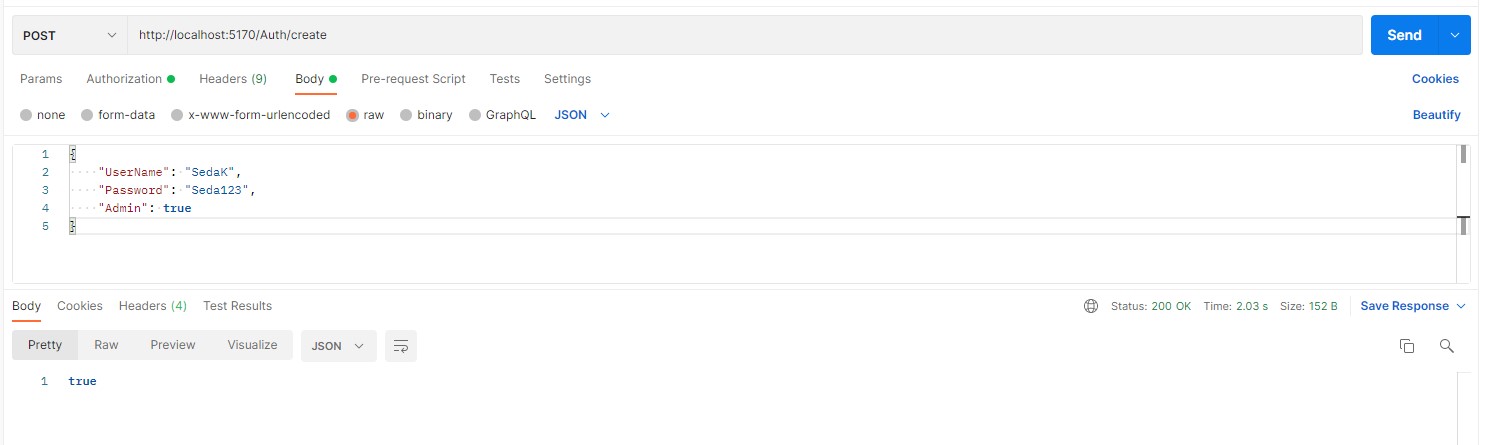 POST http://localhost:5170/Auth/create Send
Params Authorization Headers (9) Body Pre-request Script Tests Settings Cookies
none form-data x-www-form-urlencoded raw binary GraphQL JSON Beautify
1 {
2 "UserName": "SedaK",
3 "Password": "Seda123",
4 "Admin": true
5 }
Body Cookies Headers (4) Test Results Status: 200 OK Time: 2.03 s Size: 152 B Save Response
Pretty Raw Preview Visualize JSON
1 true